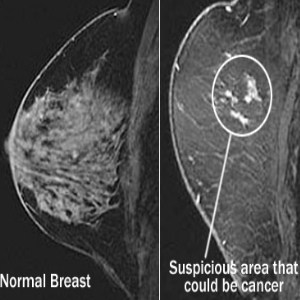 Normal Breast
Suspicious area that
could be cancer